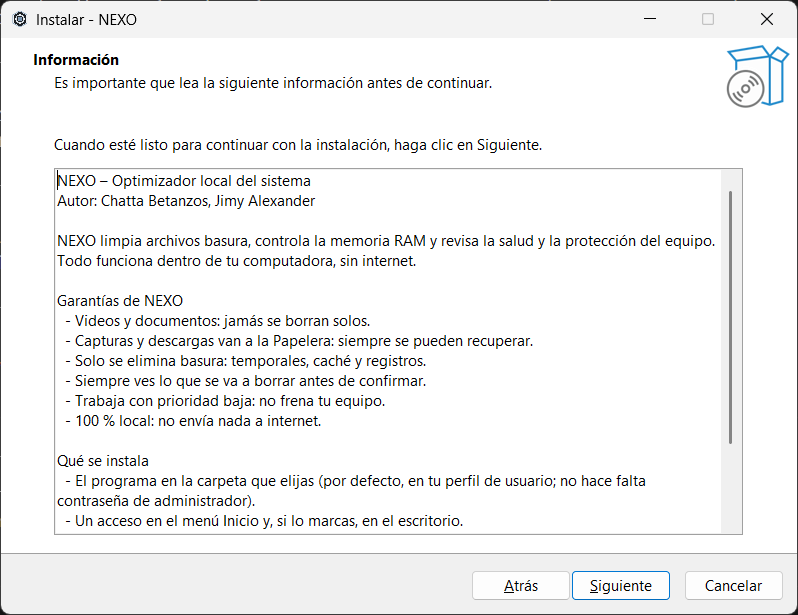 Instalar - NEXO
Información
Es importante que lea la siguiente información antes de continuar.
Cuando esté listo para continuar con la instalación, haga clic en Siguiente.
NEXO – Optimizador local del sistema
Autor: Chatta Betanzos, Jimy Alexander
NEXO limpia archivos basura, controla la memoria RAM y revisa la salud y la protección del equipo.
Todo funciona dentro de tu computadora, sin internet.
Garantías de NEXO
- Videos y documentos: jamás se borran solos.
- Capturas y descargas van a la Papelera: siempre se pueden recuperar.
- Solo se elimina basura: temporales, caché y registros.
- Siempre ves lo que se va a borrar antes de confirmar.
- Trabaja con prioridad baja: no frena tu equipo.
- 100 % local: no envía nada a internet.
Qué se instala
- El programa en la carpeta que elijas (por defecto, en tu perfil de usuario; no hace falta
contraseña de administrador).
- Un acceso en el menú Inicio y, si lo marcas, en el escritorio.
Atrás
Siguiente
Cancelar